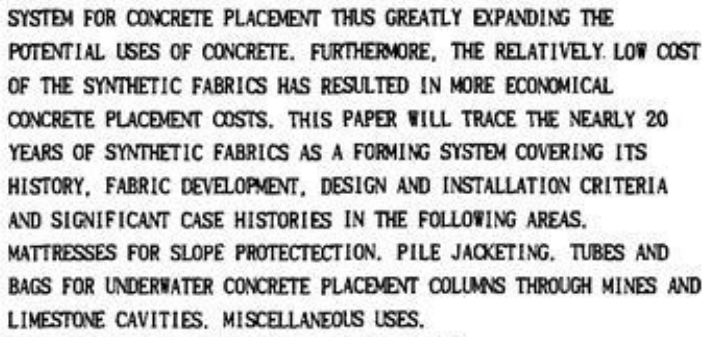 SYSTEM FOR CONCRETE PLACEMENT THUS GREATLY EXPANDING THE
POTENTIAL USES OF CONCRETE. FURTHERMORE, THE RELATIVELY LOW COST
OF THE SYNTHETIC FABRICS HAS RESULTED IN MORE ECONOMICAL
CONCRETE PLACEMENT COSTS. THIS PAPER WILL TRACE THE NEARLY 20
YEARS OF SYNTHETIC FABRICS AS A FORMING SYSTEM COVERING ITS
HISTORY, FABRIC DEVELOPMENT, DESIGN AND INSTALLATION CRITERIA
AND SIGNIFICANT CASE HISTORIES IN THE FOLLOWING AREAS.
MATTRESSES FOR SLOPE PROTECTECTION. PILE JACKETING. TUBES AND
BAGS FOR UNDERWATER CONCRETE PLACEMENT COLUMNS THROUGH MINES AND
LIMESTONE CAVITIES. MISCELLANEOUS USES.